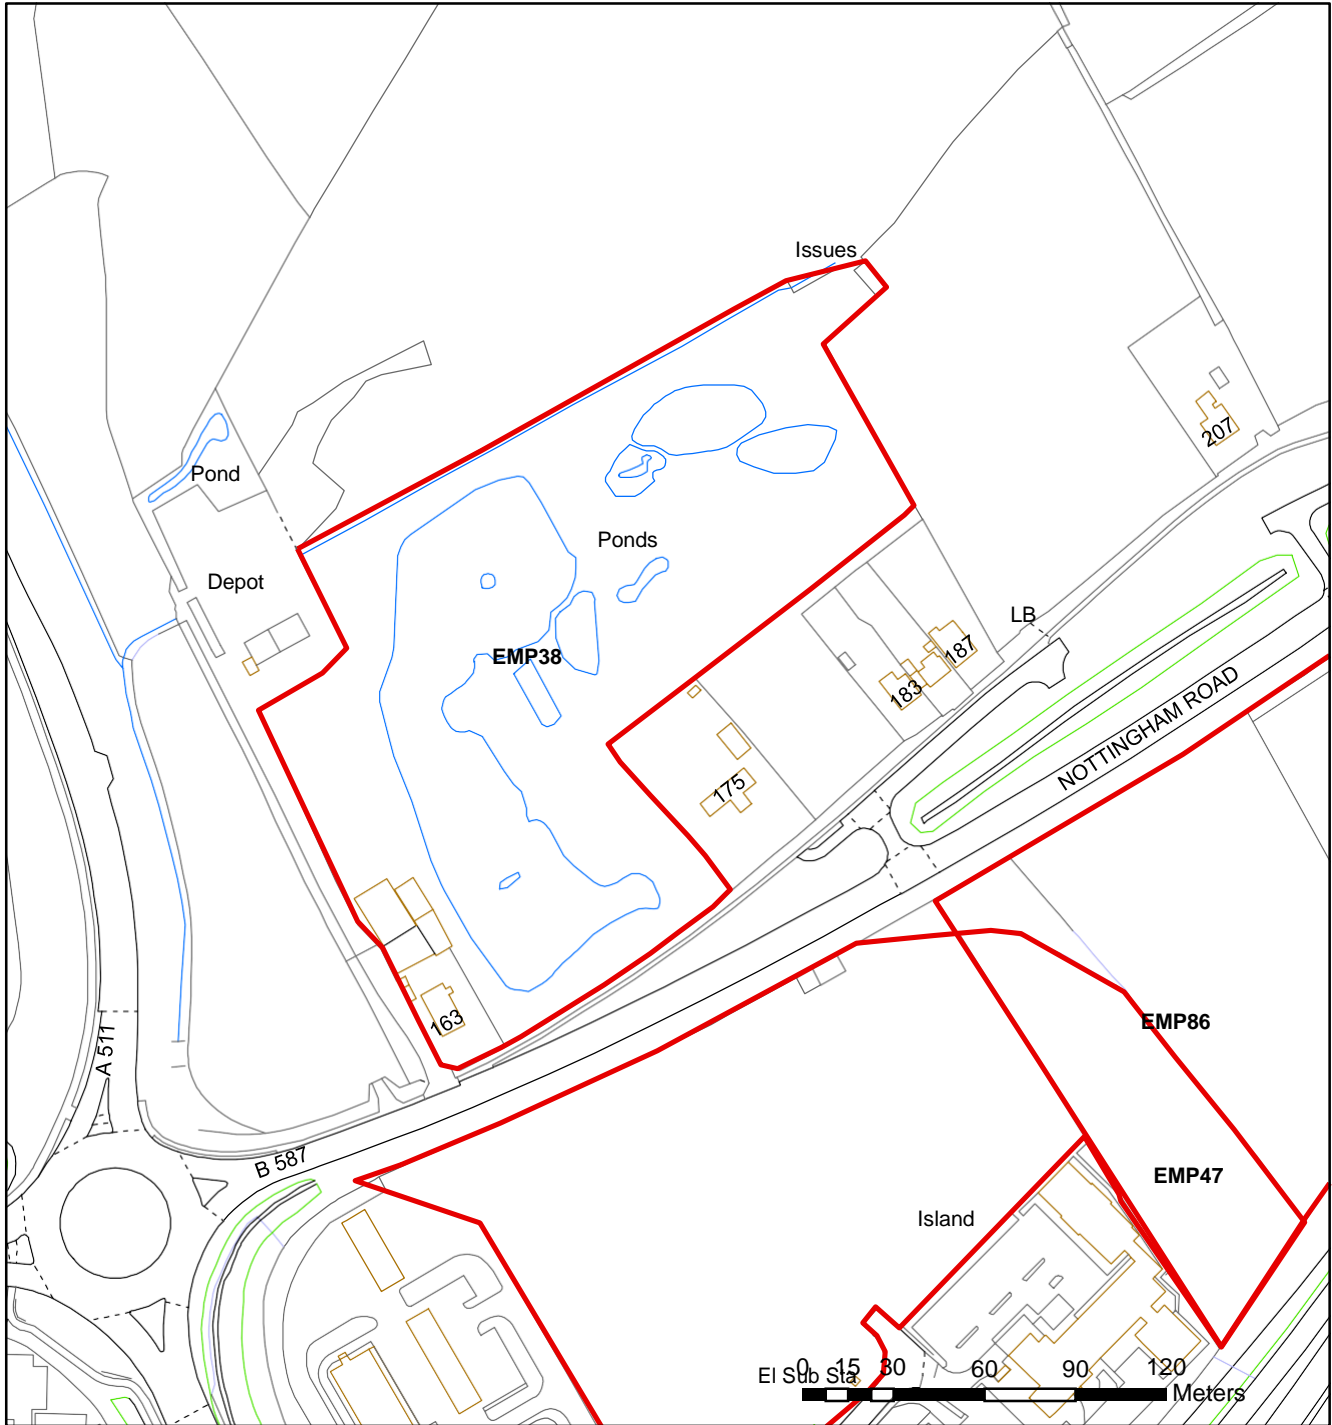 Issues
207
Pond
Ponds
Depot
LB
EMP38
187
183
NOTTINGHAM ROAD
175
163
EMP86
A 511
B 587
EMP47
Island
El Sub Sta
0 15 30 60 90 120
Meters